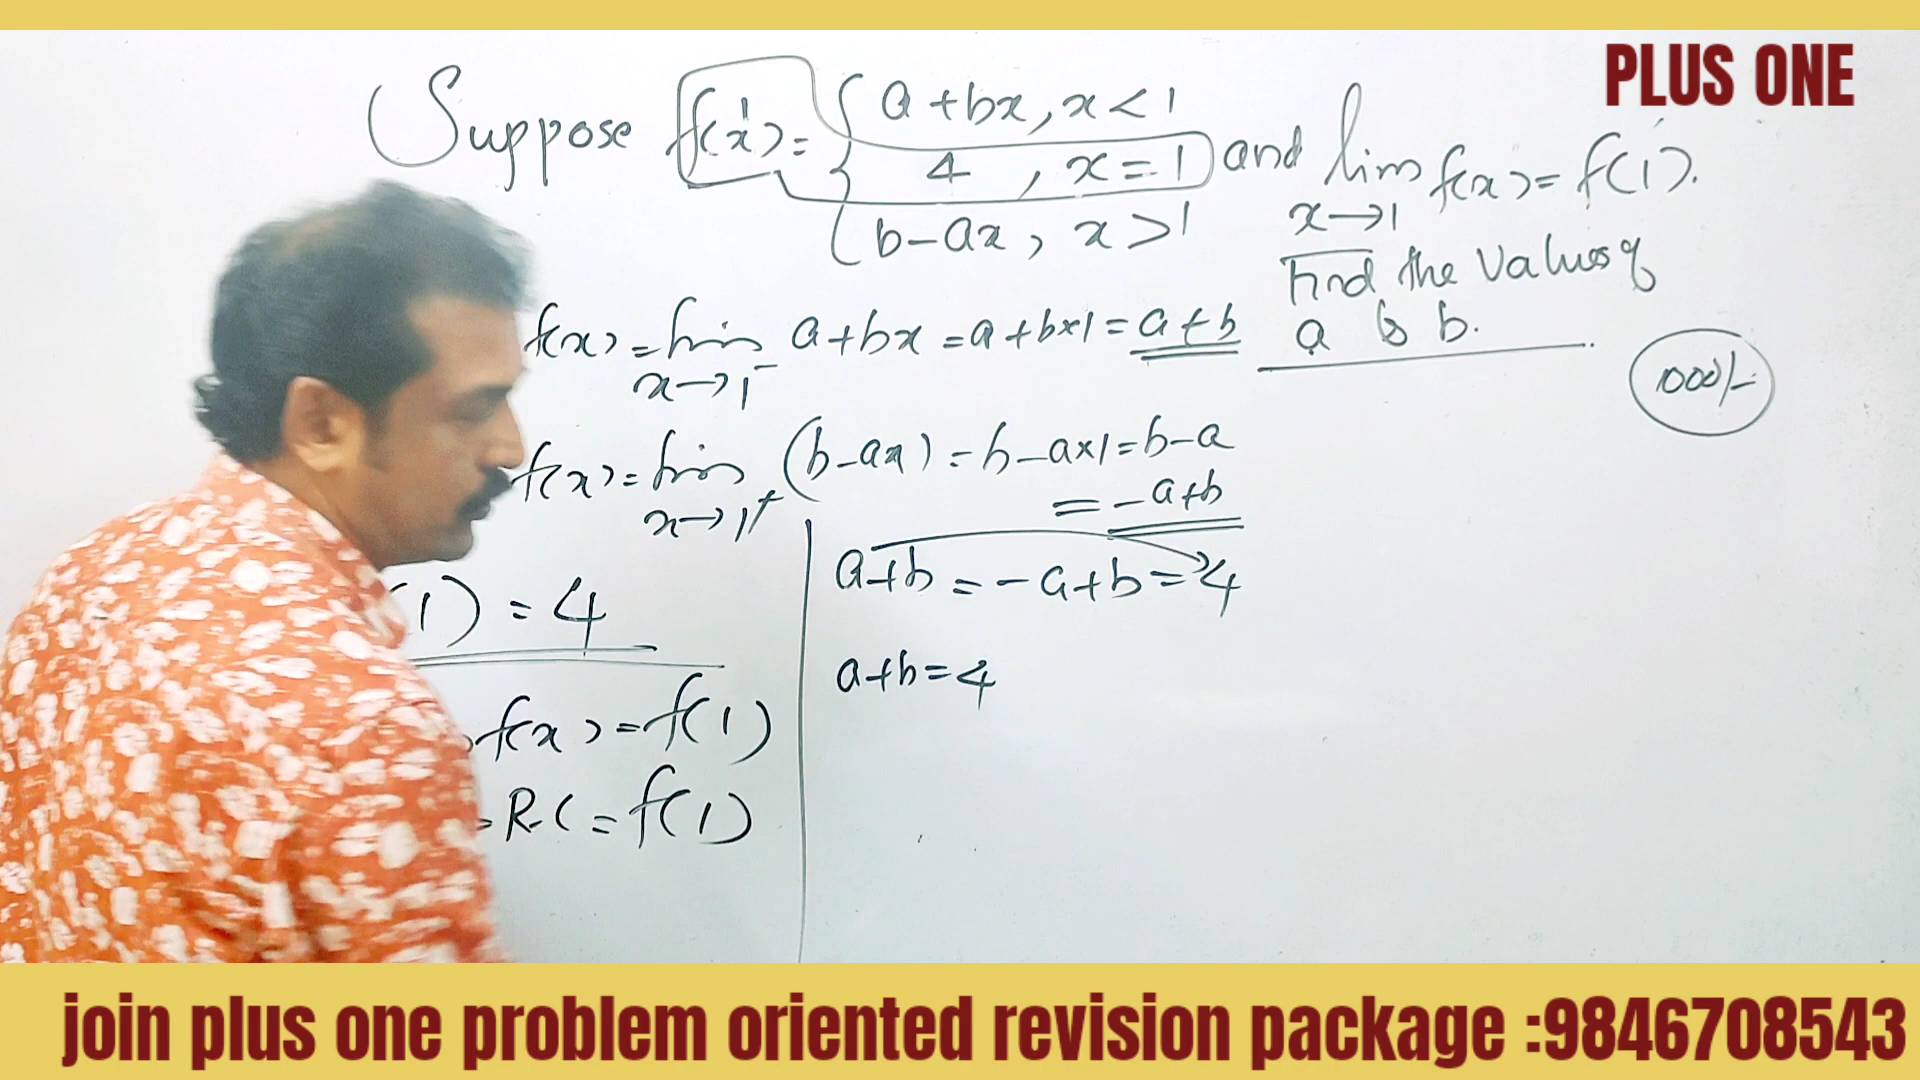 PLUS ONE
Suppose f(x) = { a + bx, x < 1
4 , x = 1
b - ax, x > 1
and lim f(x) = f(1).
x→1
Find the values of
a & b.
1000/-
f(x) = lim a + bx = a + b×1 = a + b
x→1⁻
f(x) = lim (b - ax) = b - a×1 = b - a
x→1⁺ = -a + b
(1) = 4
f(x) = f(1)
= f(1)
a + b = -a + b = 4
a + b = 4
join plus one problem oriented revision package :9846708543